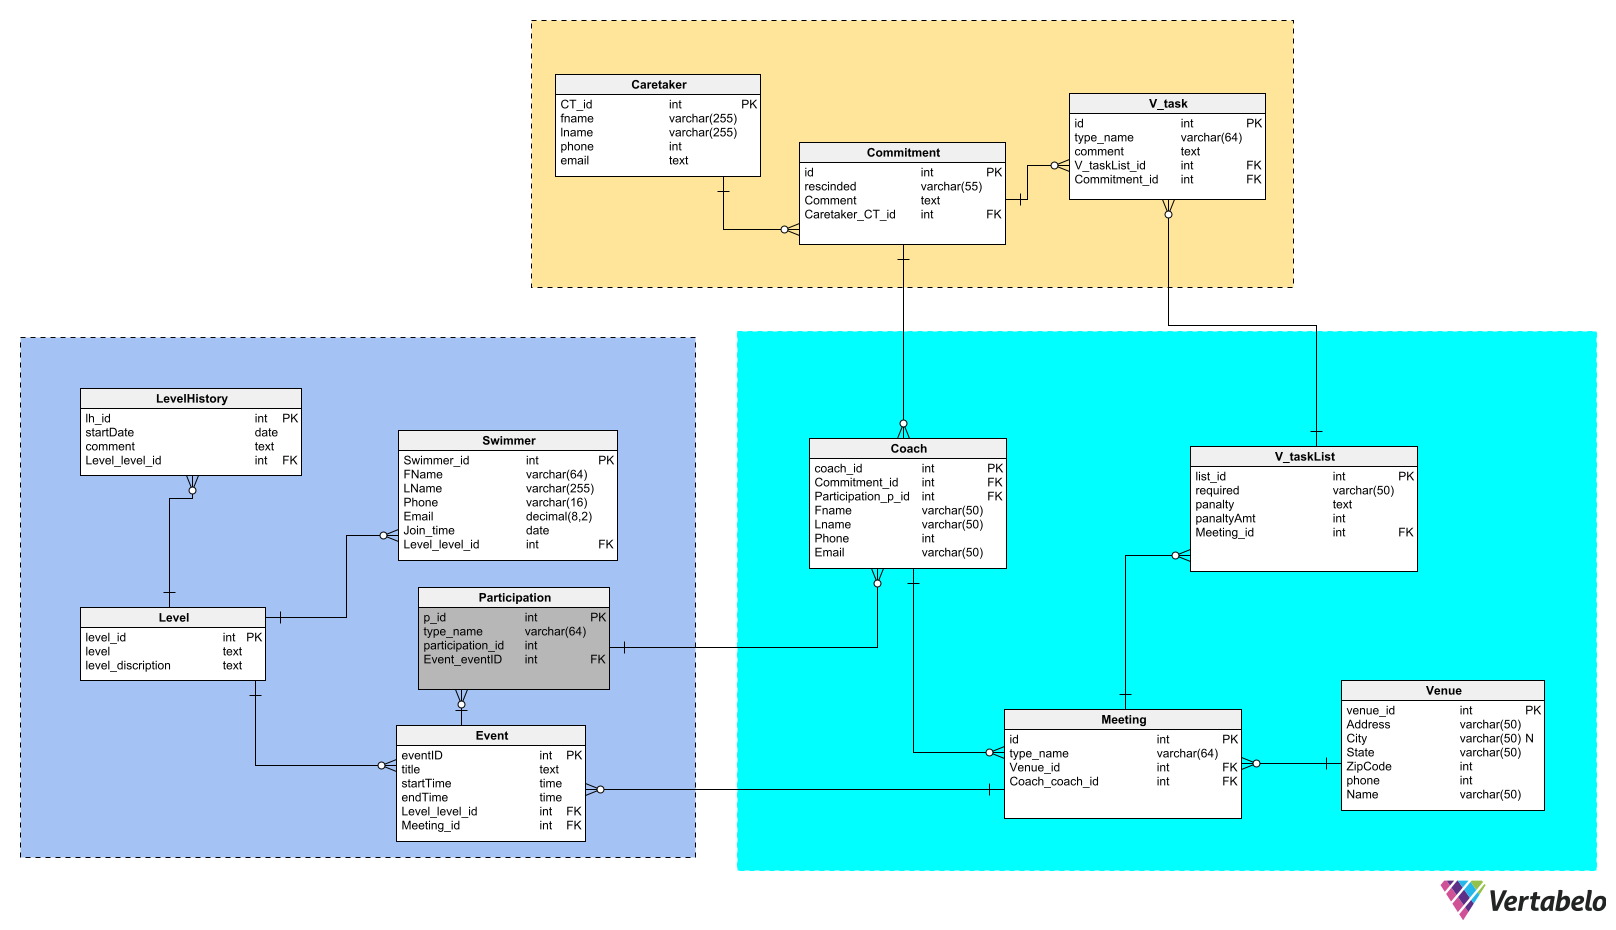 Caretaker
CT_id int PK
fname varchar(255)
lname varchar(255)
phone int
email text
V_task
id int PK
type_name varchar(64)
comment text
V_taskList_id int FK
Commitment_id int FK
Commitment
id int PK
rescinded varchar(55)
Comment text
Caretaker_CT_id int FK
LevelHistory
lh_id int PK
startDate date
comment text
Level_level_id int FK
Swimmer
Swimmer_id int PK
FName varchar(64)
LName varchar(255)
Phone varchar(16)
Email decimal(8,2)
Join_time date
Level_level_id int FK
Coach
coach_id int PK
Commitment_id int FK
Participation_p_id int FK
Fname varchar(50)
Lname varchar(50)
Phone int
Email varchar(50)
V_taskList
list_id int PK
required varchar(50)
panalty text
panaltyAmt int
Meeting_id int FK
Level
level_id int PK
level text
level_discription text
Participation
p_id int PK
type_name varchar(64)
participation_id int
Event_eventID int FK
Event
eventID int PK
title text
startTime time
endTime time
Level_level_id int FK
Meeting_id int FK
Meeting
id int PK
type_name varchar(64)
Venue_id int FK
Coach_coach_id int FK
Venue
venue_id int PK
Address varchar(50)
City varchar(50) N
State varchar(50)
ZipCode int
phone int
Name varchar(50)
Vertabelo